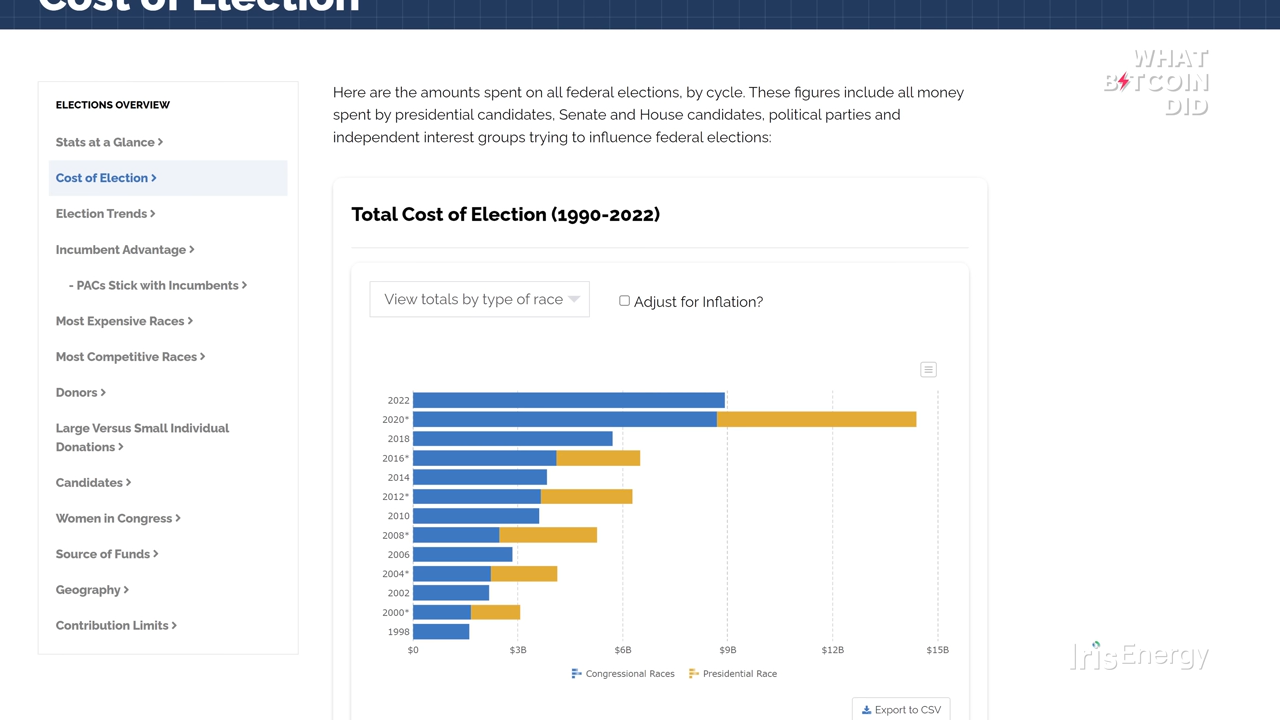 Cost of Election
WHAT
BTCOIN
DID
ELECTIONS OVERVIEW
Stats at a Glance
Cost of Election
Election Trends
Incumbent Advantage
- PACs Stick with Incumbents
Most Expensive Races
Most Competitive Races
Donors
Large Versus Small Individual
Donations
Candidates
Women in Congress
Source of Funds
Geography
Contribution Limits
Here are the amounts spent on all federal elections, by cycle. These figures include all money
spent by presidential candidates, Senate and House candidates, political parties and
independent interest groups trying to influence federal elections:
Total Cost of Election (1990-2022)
View totals by type of race
Adjust for Inflation?
2022
2020*
2018
2016*
2014
2012*
2010
2008*
2006
2004*
2002
2000*
1998
$0 $3B $6B $9B $12B $15B
Congressional Races Presidential Race
Export to CSV
IrisEnergy